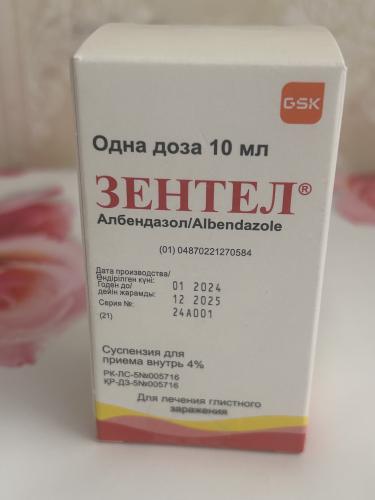 GSK
Одна доза 10 мл
ЗЕНТЕЛ®
Албендазол/Albendazole
(01) 04870221270584
Дата производства/
Өндірілген күні: 01 2024
Годен до/
дейін жарамды: 12 2025
Серия №: 24A001
(21)
Суспензия для
приема внутрь 4%
РК-ЛС-5№005716
ҚР-ДЗ-5№005716
Для лечения глистного
заражения